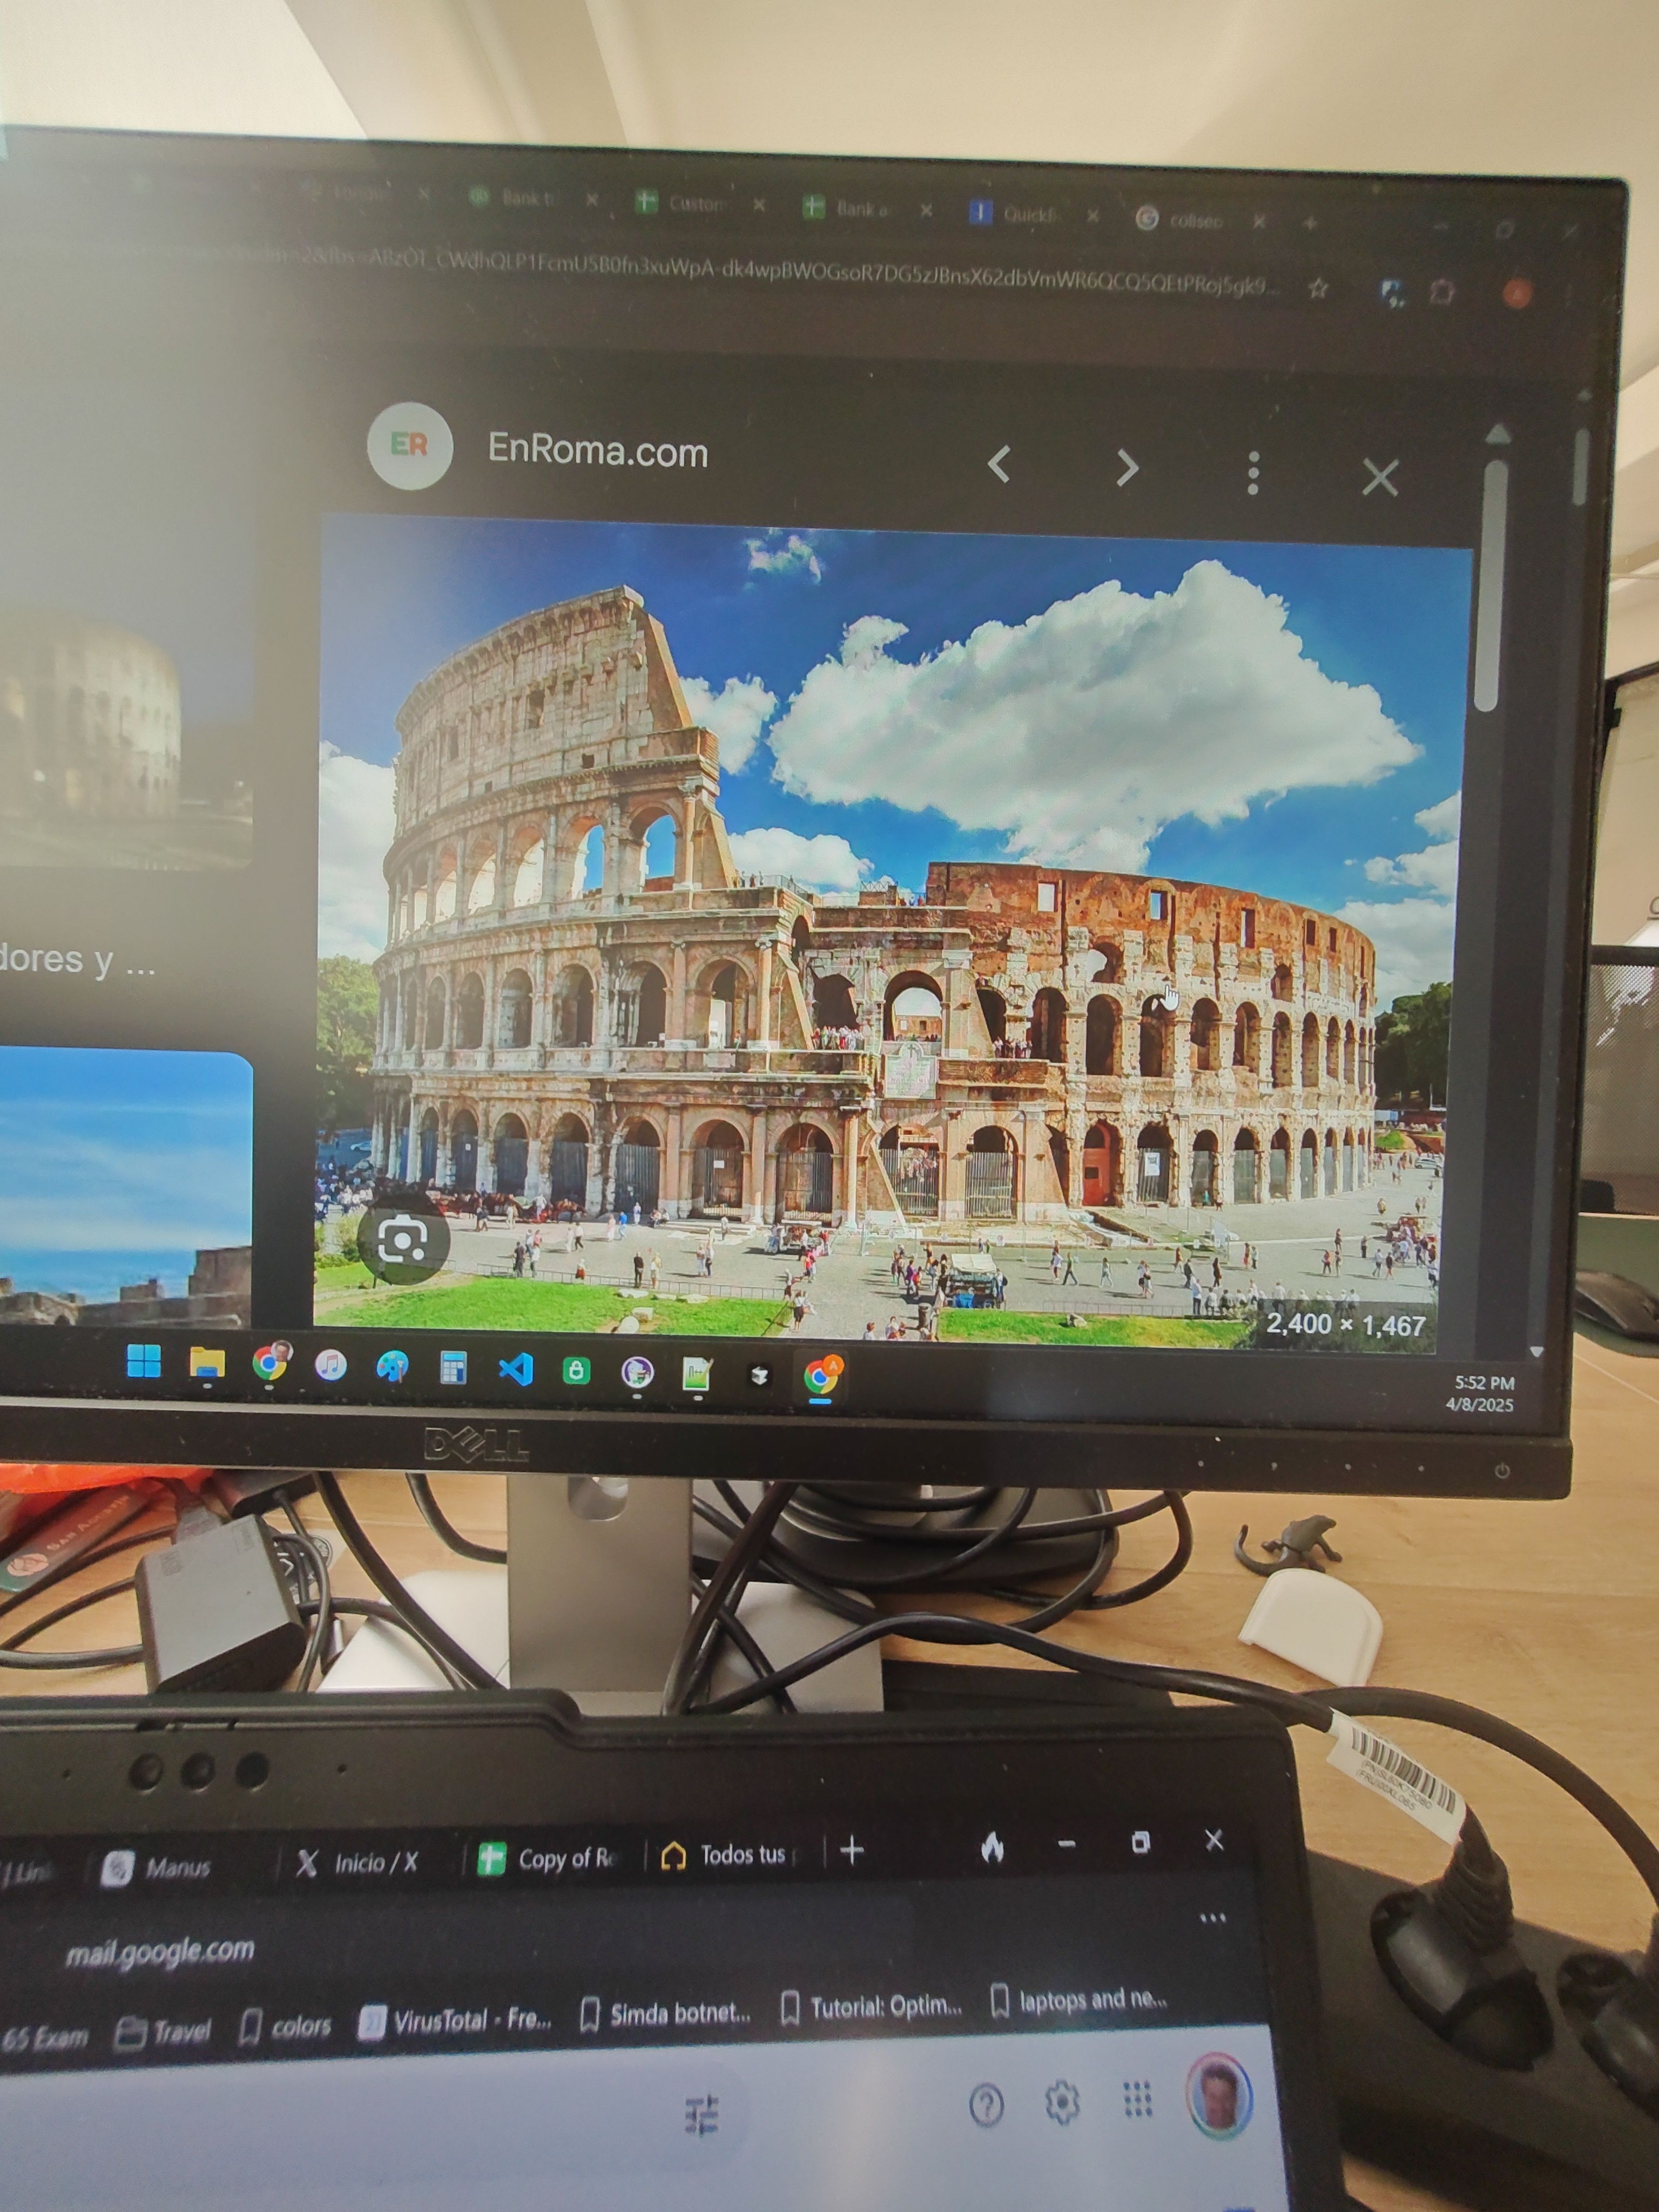 Bank t
Custom
Bank a
QuickB
coliseo
EnRoma.com
ER
dores y ...
2,400 × 1,467
5:52 PM
4/8/2025
DELL
Manus
Inicio / X
Copy of Re
Todos tus
mail.google.com
65 Exam
Travel
colors
VirusTotal - Fre...
Simda botnet...
Tutorial: Optim...
laptops and ne...